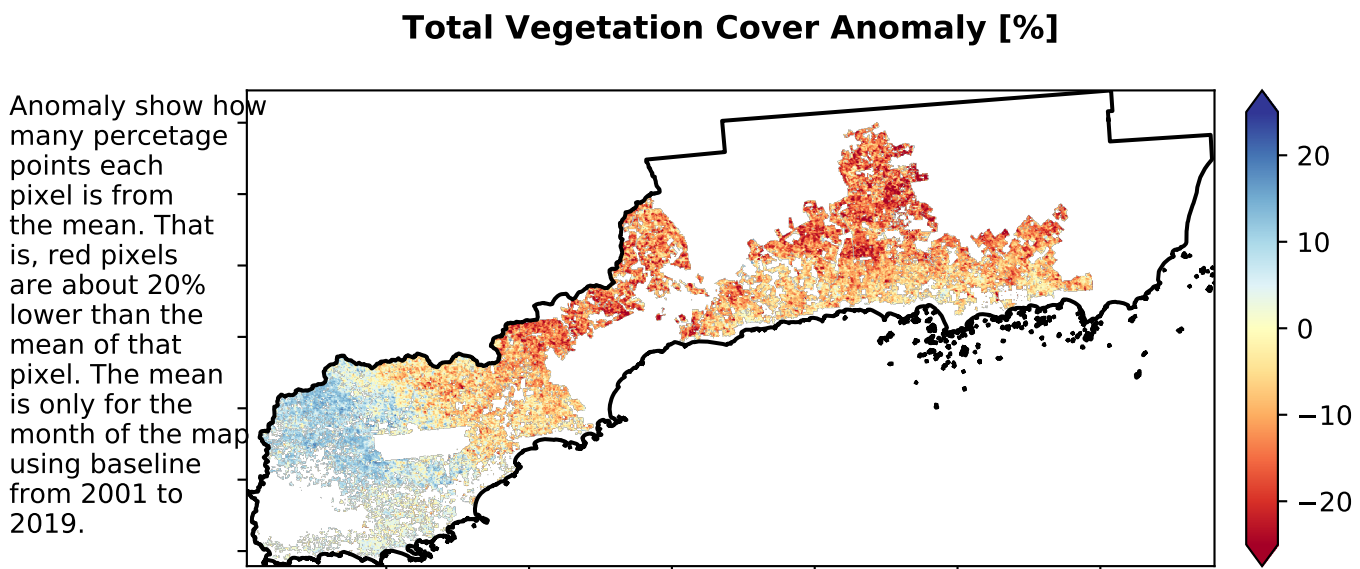 Total Vegetation Cover Anomaly [%]
Anomaly show how
many percetage
points each
pixel is from
the mean. That
is, red pixels
are about 20%
lower than the
mean of that
pixel. The mean
is only for the
month of the map
using baseline
from 2001 to
2019.
20
10
0
−10
−20